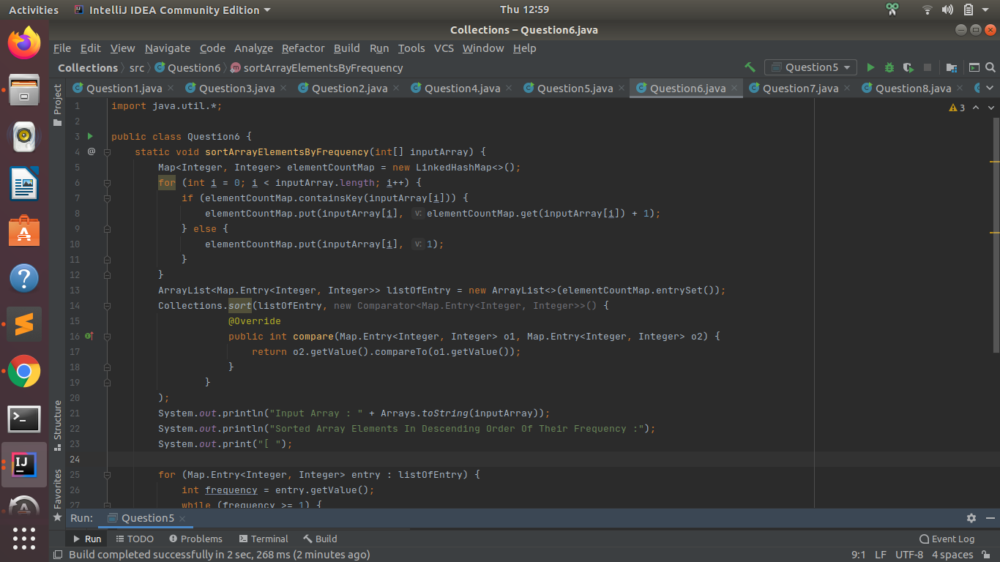 Activities IntelliJ IDEA Community Edition Thu 12:59
Collections – Question6.java
File Edit View Navigate Code Analyze Refactor Build Run Tools VCS Window Help
Collections src Question6 m sortArrayElementsByFrequency Question5
Project
Question1.java Question3.java Question2.java Question4.java Question5.java Question6.java Question7.java Question8.java
3
1 import java.util.*;
2
3 public class Question6 {
4 @ static void sortArrayElementsByFrequency(int[] inputArray) {
5 Map<Integer, Integer> elementCountMap = new LinkedHashMap<>();
6 for (int i = 0; i < inputArray.length; i++) {
7 if (elementCountMap.containsKey(inputArray[i])) {
8 elementCountMap.put(inputArray[i], v: elementCountMap.get(inputArray[i]) + 1);
9 } else {
10 elementCountMap.put(inputArray[i], v: 1);
11 }
12 }
13 ArrayList<Map.Entry<Integer, Integer>> listOfEntry = new ArrayList<>(elementCountMap.entrySet());
14 Collections.sort(listOfEntry, new Comparator<Map.Entry<Integer, Integer>>() {
15 @Override
16 public int compare(Map.Entry<Integer, Integer> o1, Map.Entry<Integer, Integer> o2) {
17 return o2.getValue().compareTo(o1.getValue());
18 }
19 }
20 );
21 System.out.println("Input Array : " + Arrays.toString(inputArray));
22 System.out.println("Sorted Array Elements In Descending Order Of Their Frequency :");
23 System.out.print("[ ");
24
25 for (Map.Entry<Integer, Integer> entry : listOfEntry) {
26 int frequency = entry.getValue();
27 while (frequency >= 1) {
Structure
Favorites
IJ
Run: Question5
Run TODO Problems Terminal Build Event Log
Build completed successfully in 2 sec, 268 ms (2 minutes ago) 9:1 LF UTF-8 4 spaces